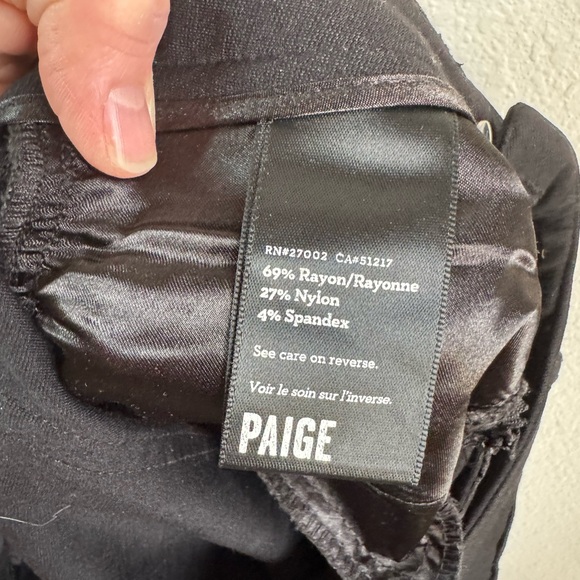 RN#27002 CA#51217
69% Rayon/Rayonne
27% Nylon
4% Spandex
See care on reverse.
Voir le soin sur l'inverse.
PAIGE